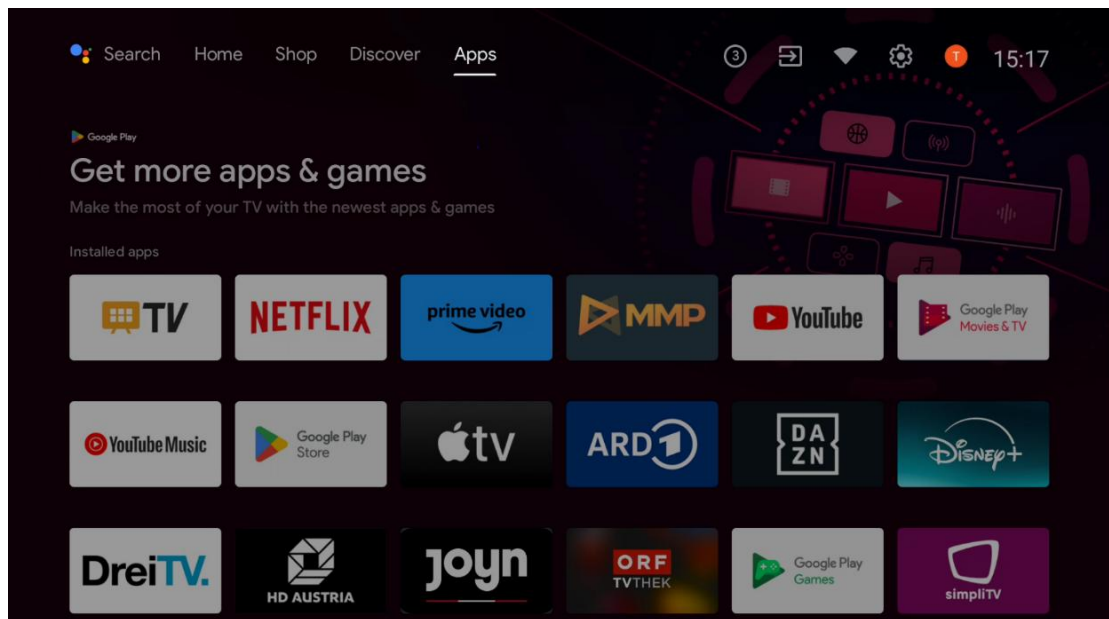 Search Home Shop Discover Apps 3 T 15:17
Google Play
Get more apps & games
Make the most of your TV with the newest apps & games
Installed apps
TV NETFLIX prime video MMP YouTube Google Play Movies & TV
YouTube Music Google Play Store tv ARD 1 DAZN Disney+
DreiTV. HD AUSTRIA Joyn ORF TVTHEK Google Play Games simpliTV